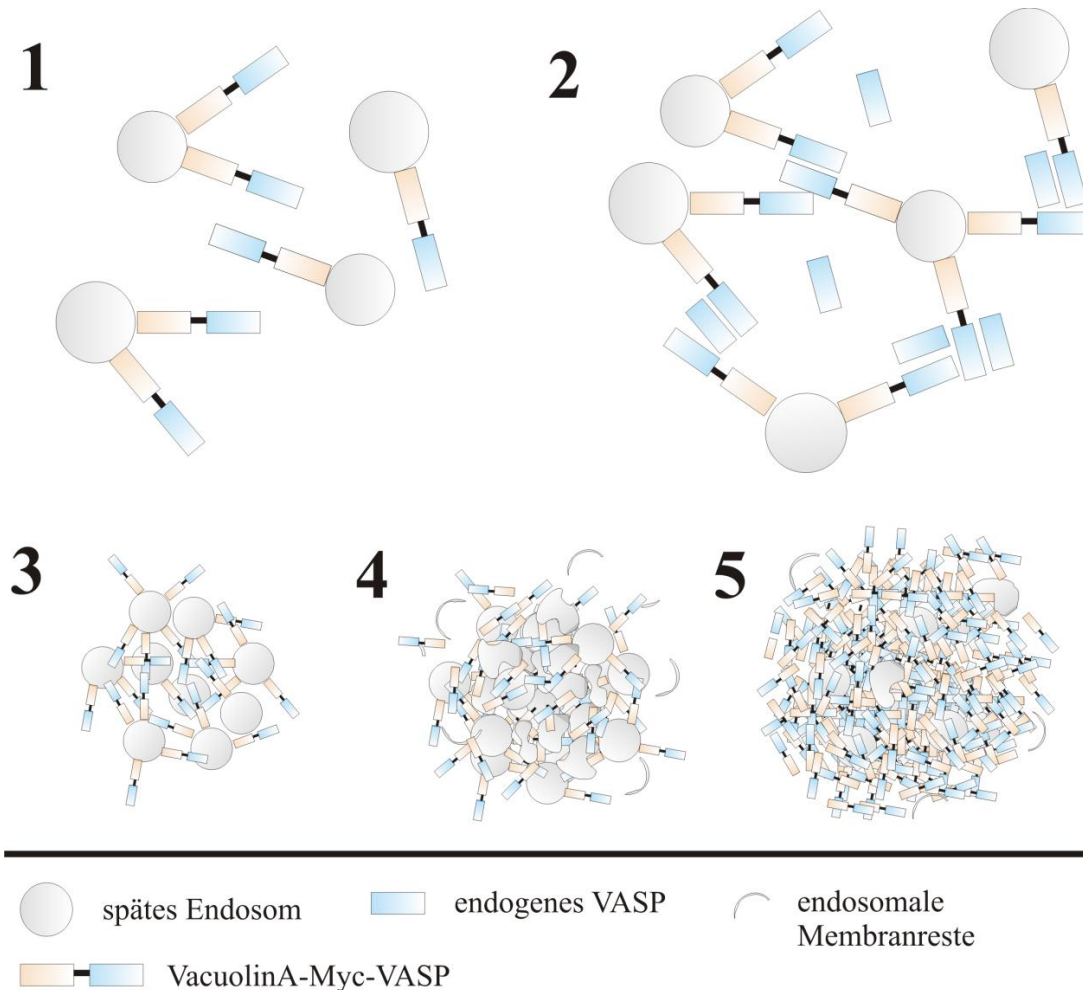 1
2
3
4
5
spätes Endosom
endogenes VASP
endosomale
Membranreste
VacuolinA-Myc-VASP